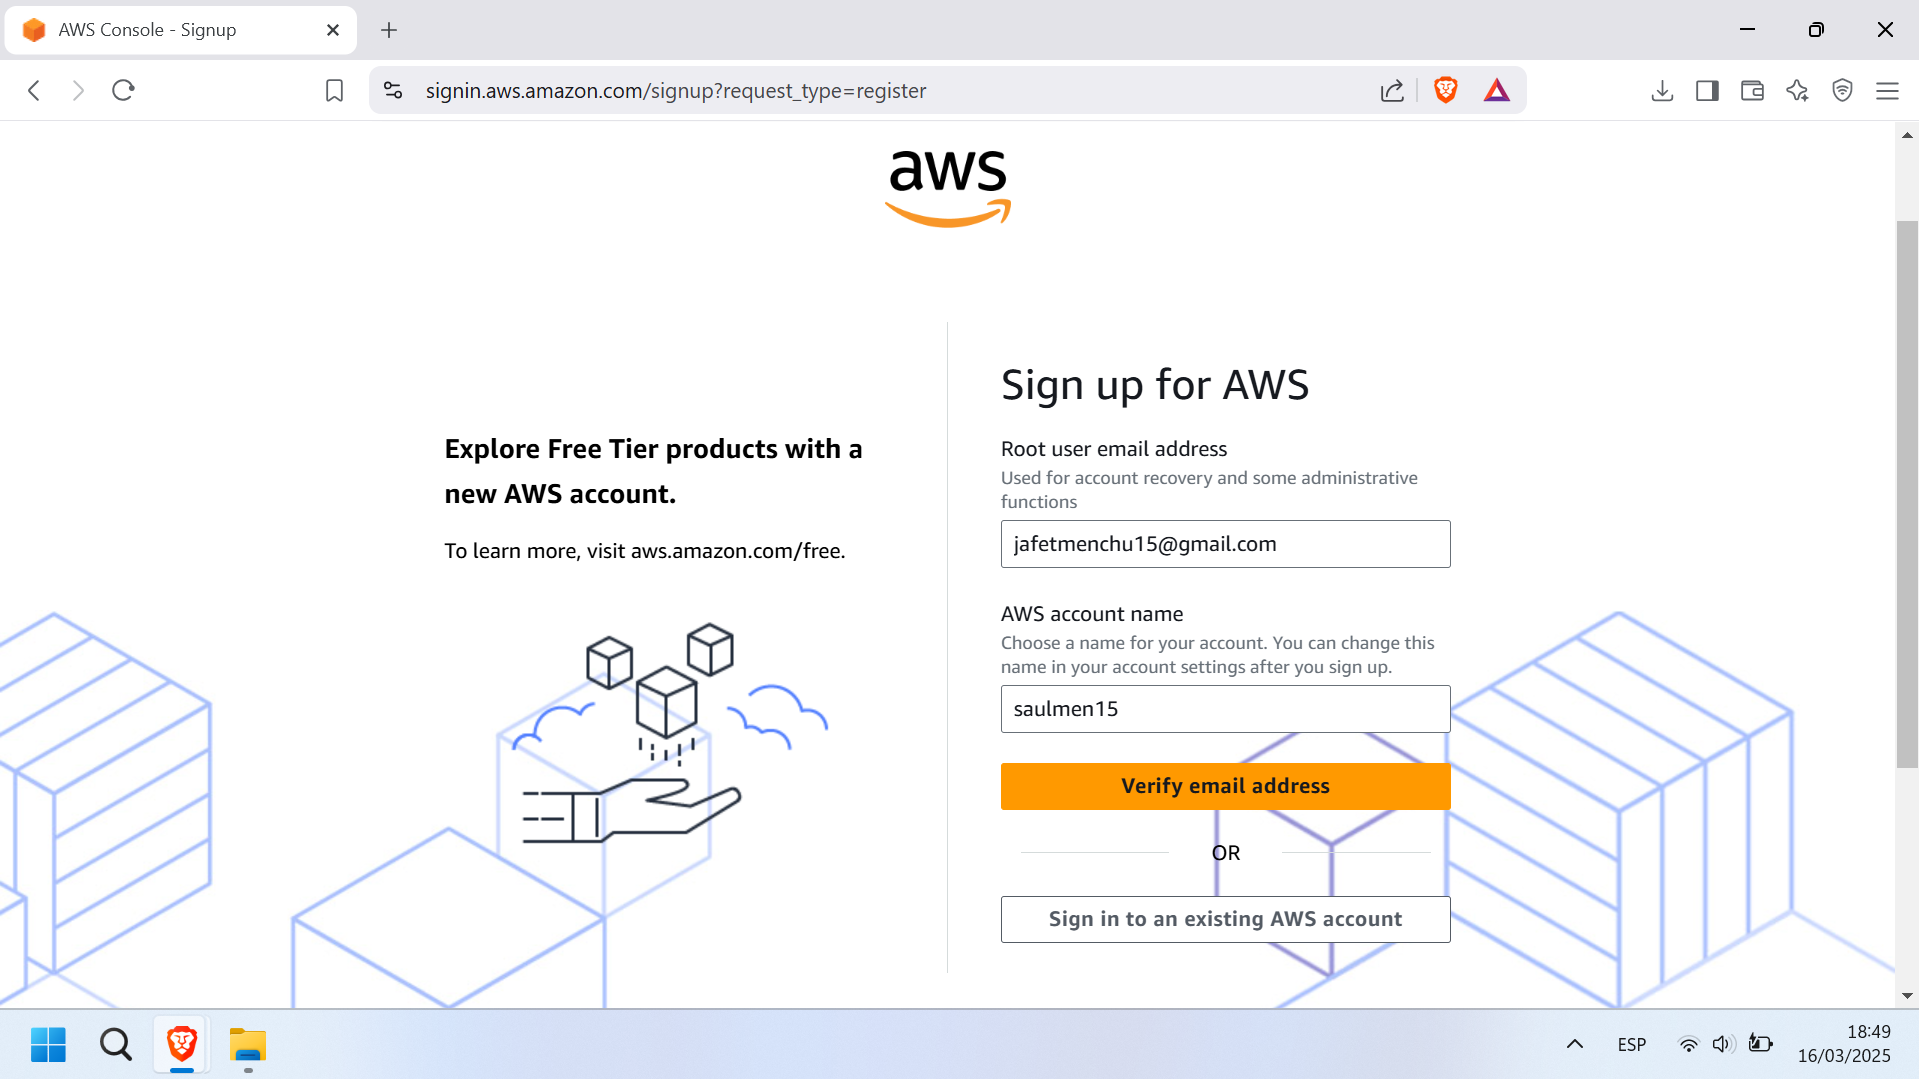 AWS Console - Signup
signin.aws.amazon.com/signup?request_type=register
aws
Explore Free Tier products with a
new AWS account.
To learn more, visit aws.amazon.com/free.
Sign up for AWS
Root user email address
Used for account recovery and some administrative
functions
jafetmenchu15@gmail.com
AWS account name
Choose a name for your account. You can change this
name in your account settings after you sign up.
saulmen15
Verify email address
OR
Sign in to an existing AWS account
ESP
18:49
16/03/2025